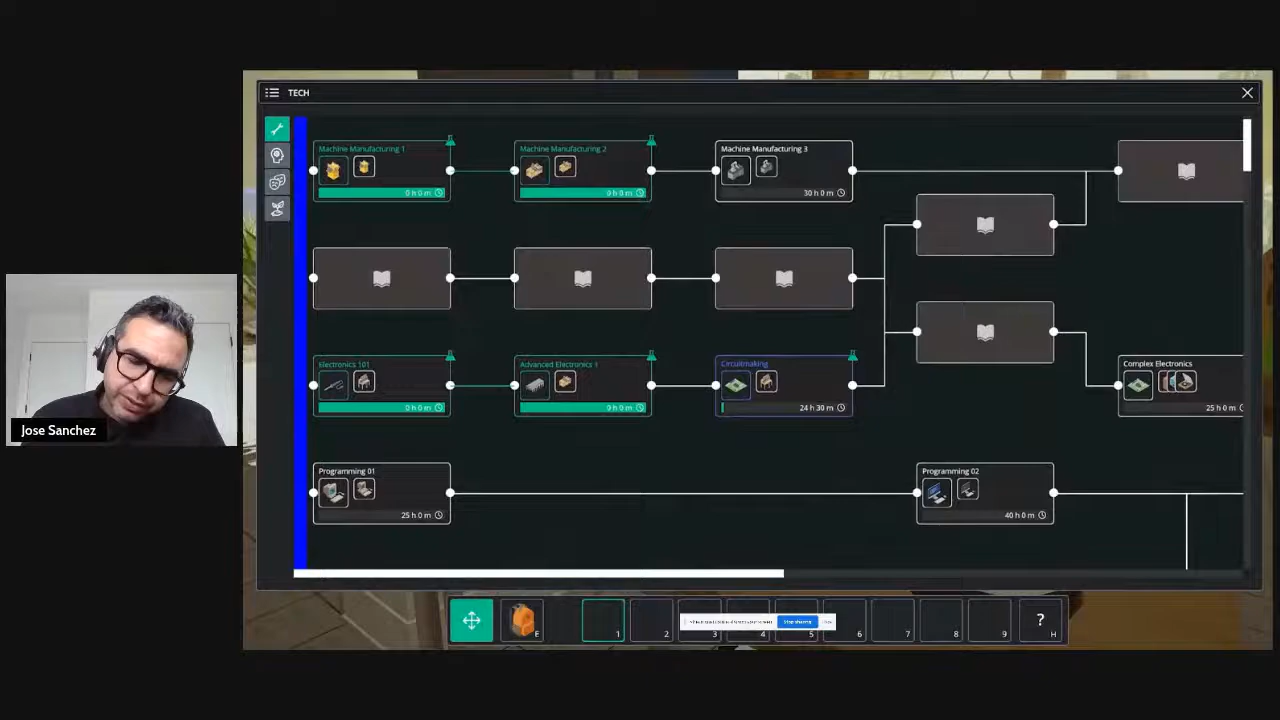 TECH
Machine Manufacturing 1
0 h 0 m
Machine Manufacturing 2
0 h 0 m
Machine Manufacturing 3
30 h 0 m
Electronics 101
0 h 0 m
Advanced Electronics 1
0 h 0 m
Circuitmaking
24 h 30 m
Complex Electronics
25 h 0 m
Jose Sanchez
Programming 01
25 h 0 m
Programming 02
40 h 0 m
Stop sharing
E
1
2
3
4
5
6
7
8
9
?
H